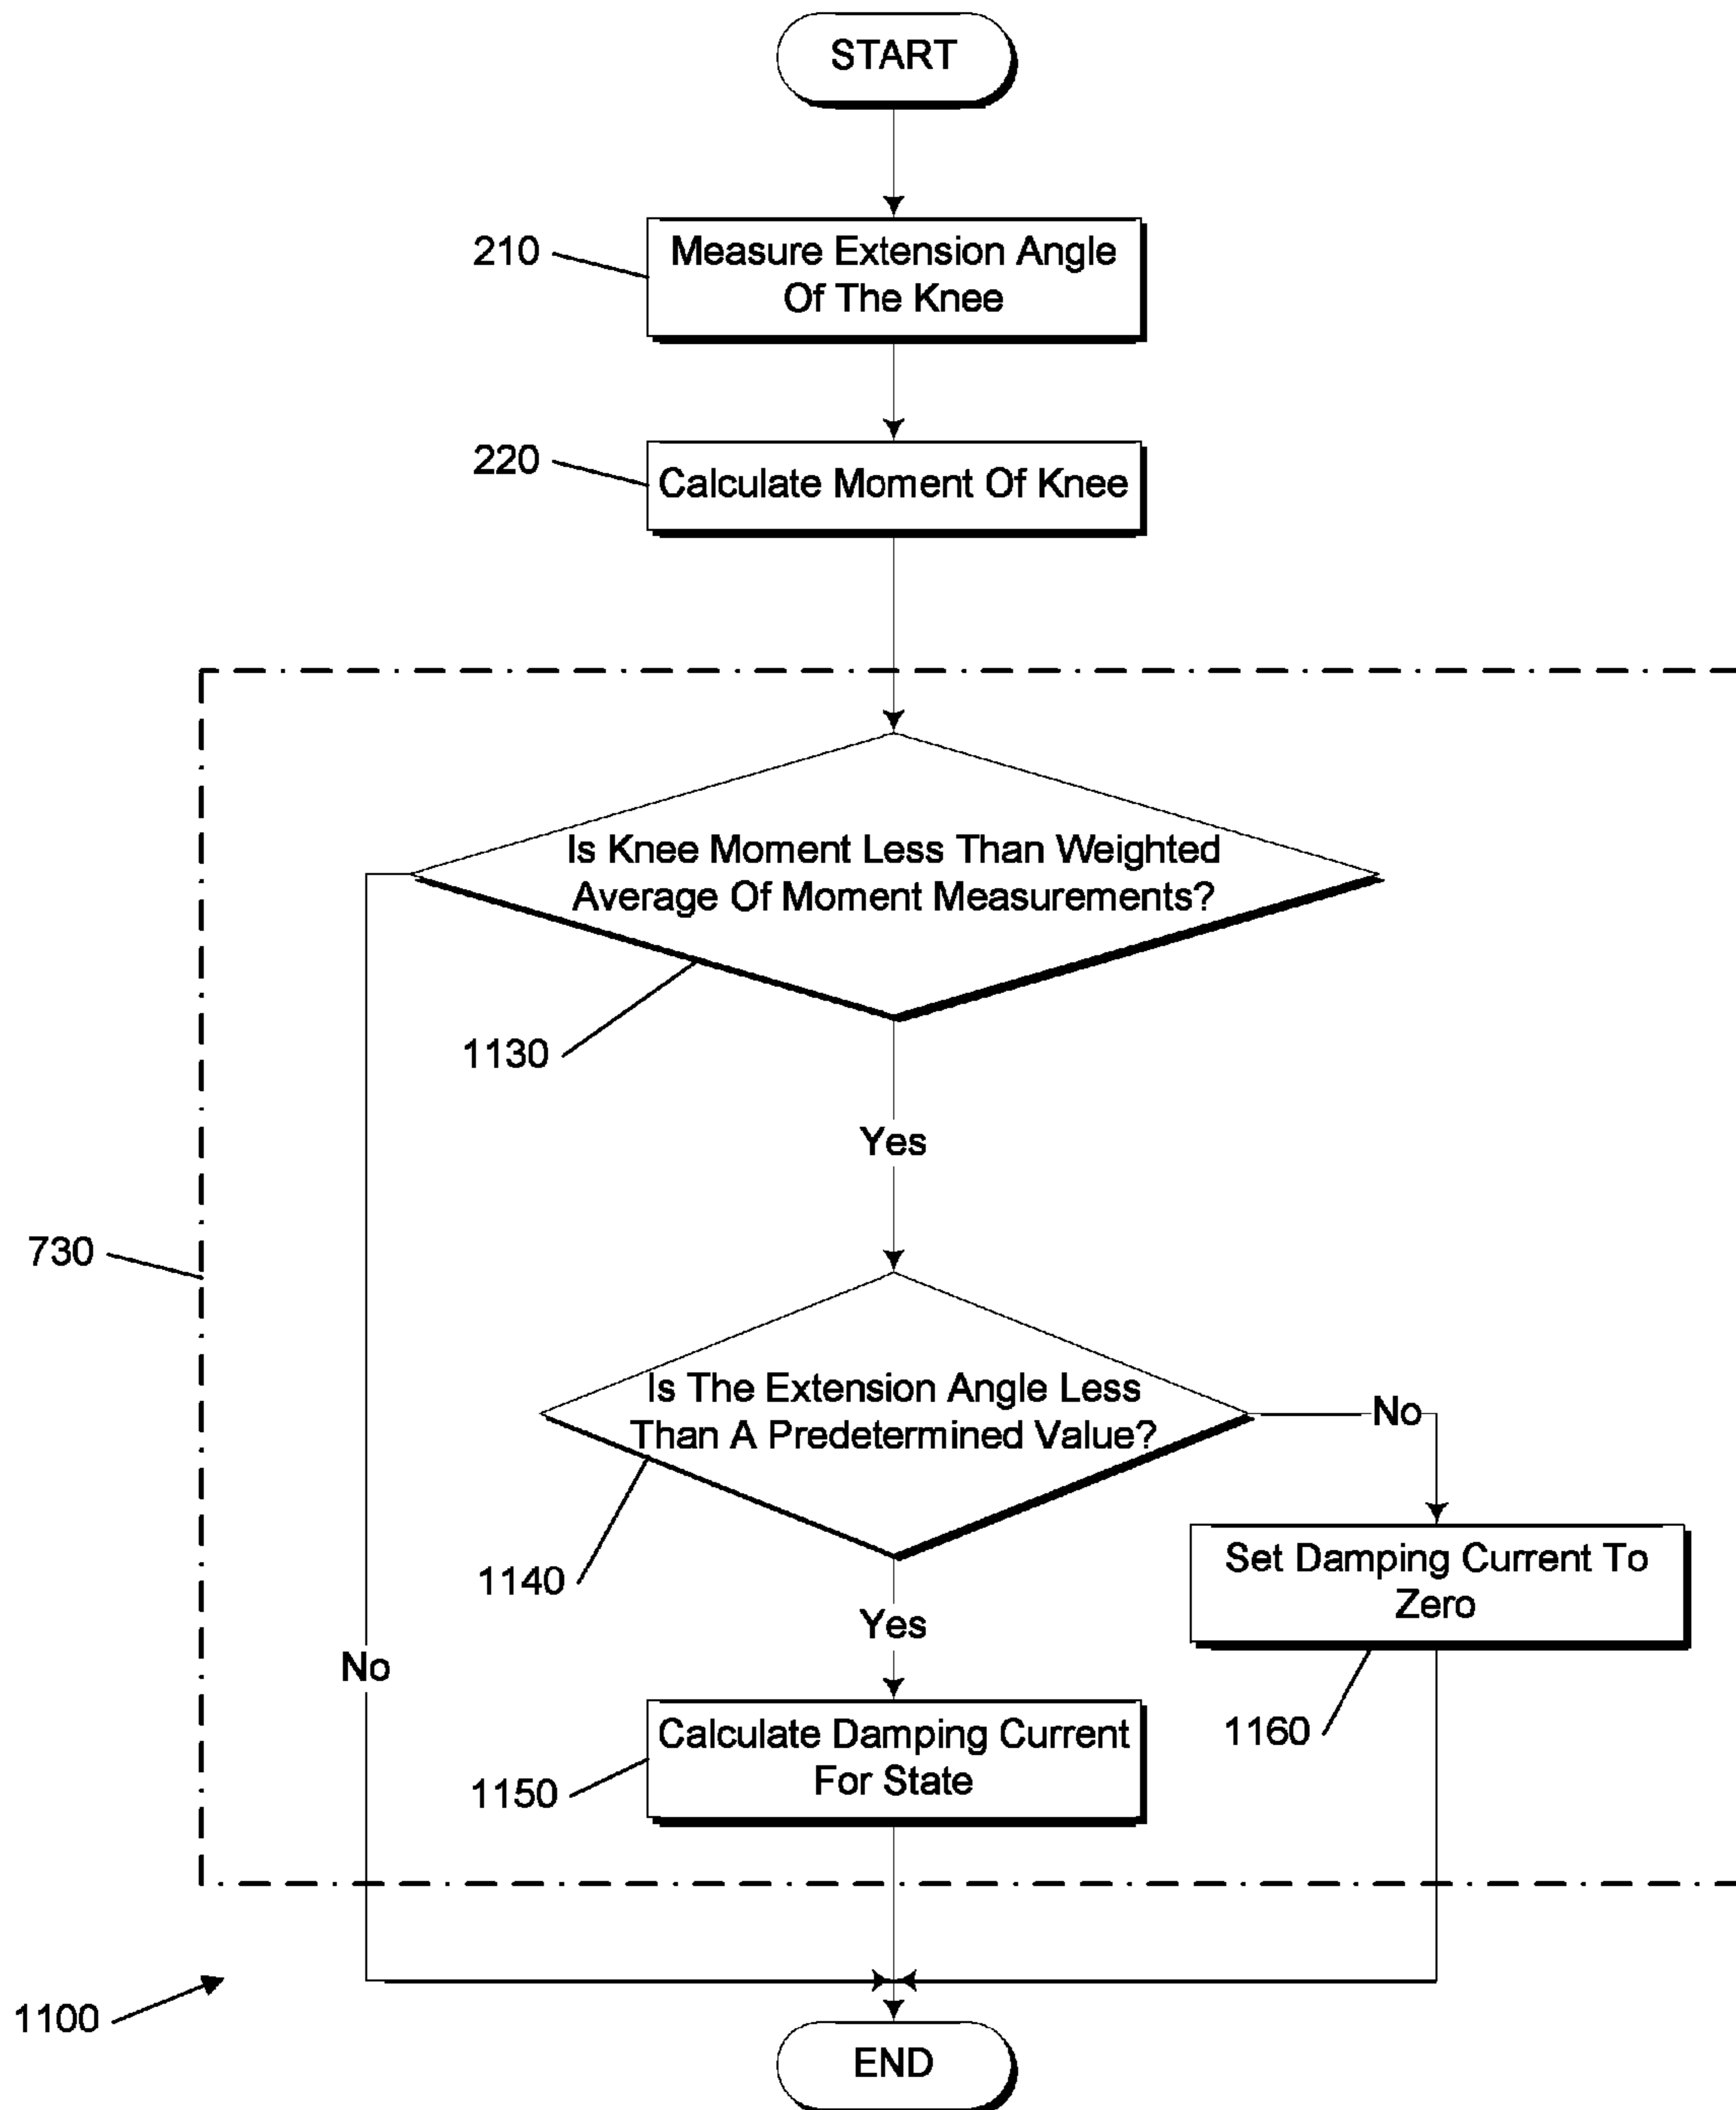 START
210
Measure Extension Angle
Of The Knee
220
Calculate Moment Of Knee
Is Knee Moment Less Than Weighted
Average Of Moment Measurements?
1130
Yes
730
Is The Extension Angle Less
Than A Predetermined Value?
No
1140
Set Damping Current To
Zero
Yes
No
Calculate Damping Current
For State
1160
1150
1100
END